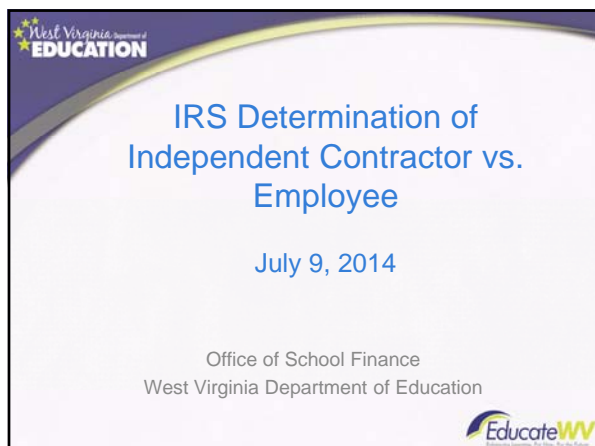 West Virginia Department of
EDUCATION
IRS Determination of
Independent Contractor vs.
Employee
July 9, 2014
Office of School Finance
West Virginia Department of Education
EducateWV